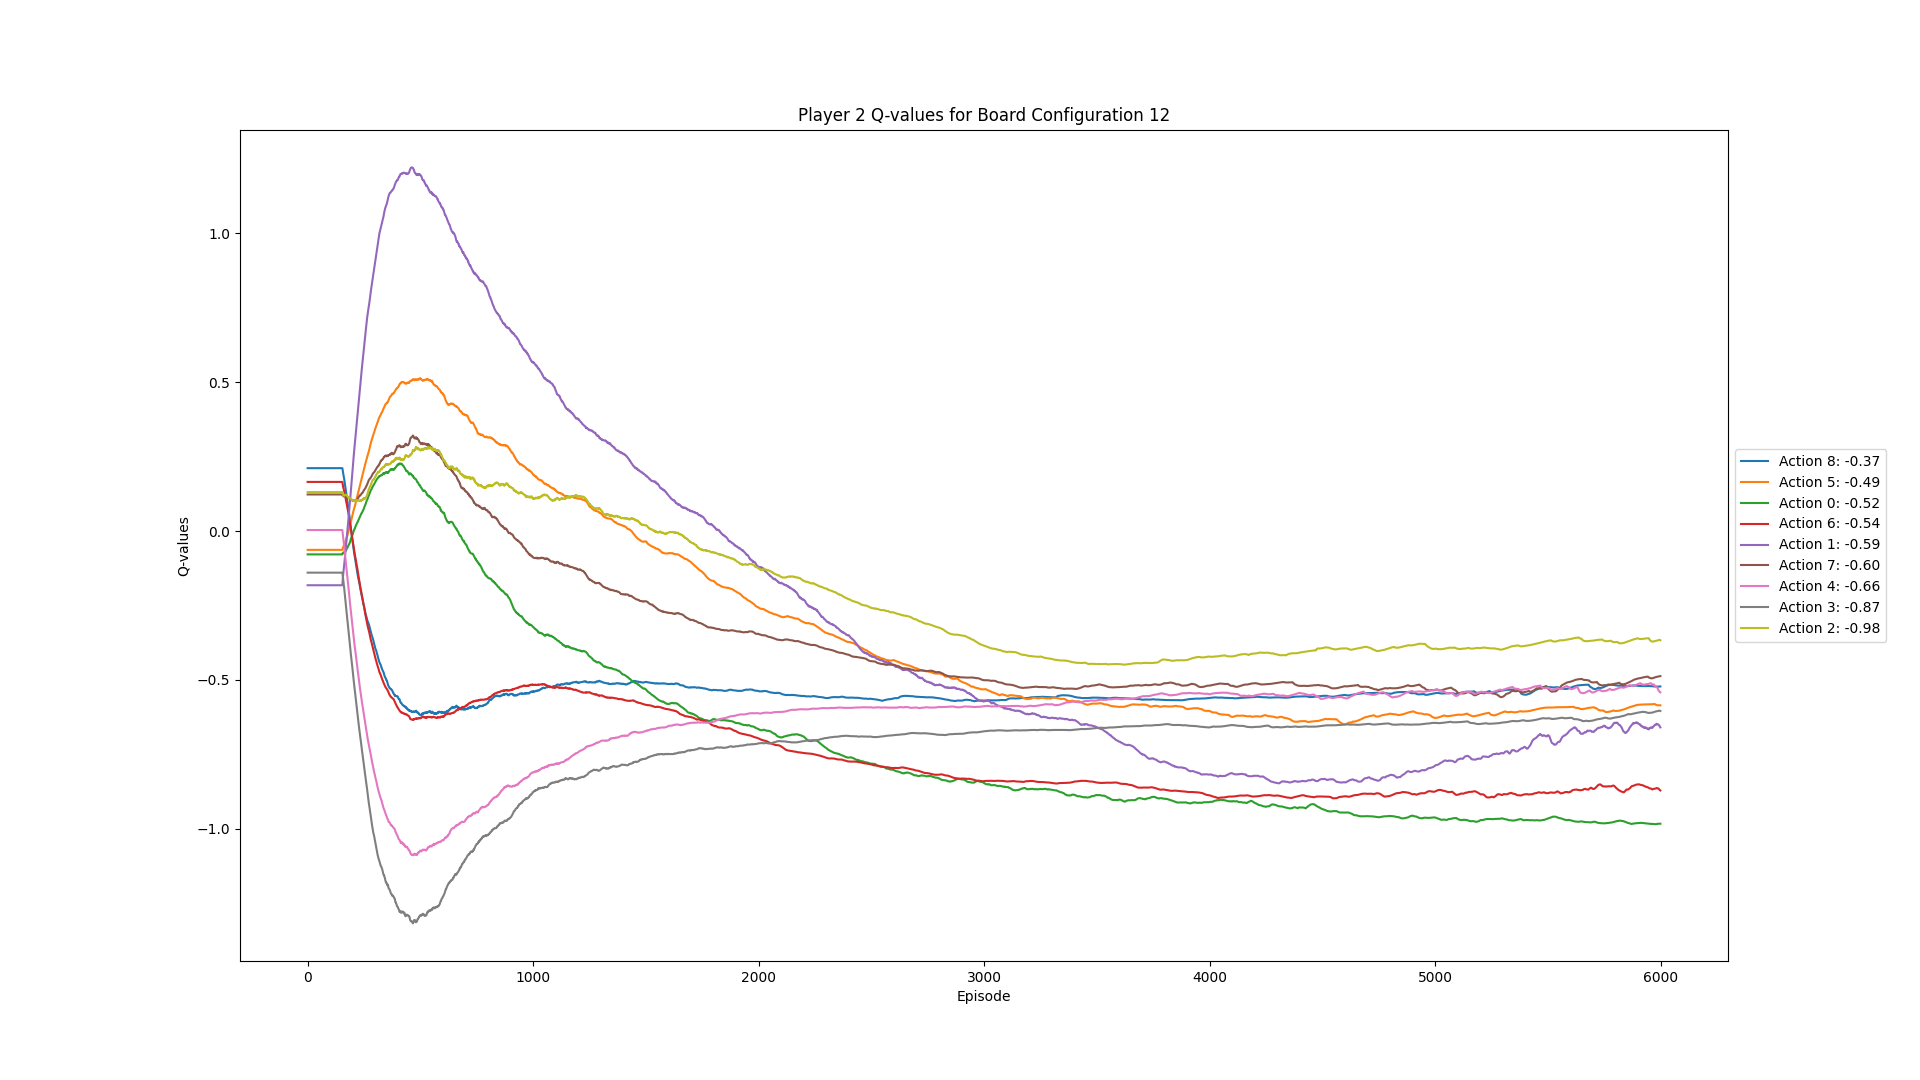 Player 2 Q-values for Board Configuration 12
Q-values
1.0
0.5
0.0
−0.5
−1.0
0
1000
2000
3000
4000
5000
6000
Episode
Action 8: -0.37
Action 5: -0.49
Action 0: -0.52
Action 6: -0.54
Action 1: -0.59
Action 7: -0.60
Action 4: -0.66
Action 3: -0.87
Action 2: -0.98